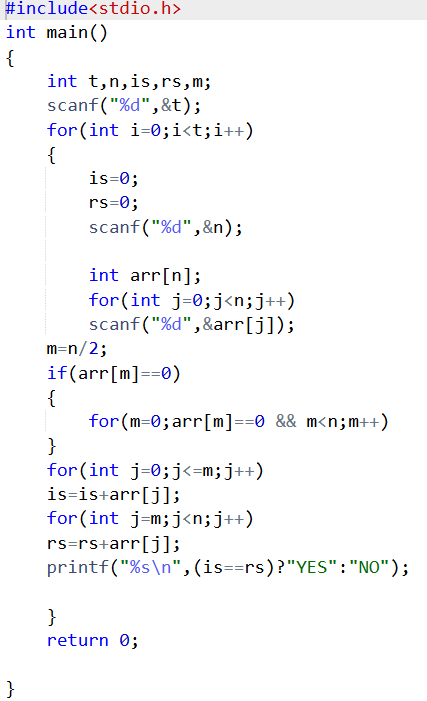 #include<stdio.h>
int main()
{
    int t,n,is,rs,m;
    scanf("%d",&t);
    for(int i=0;i<t;i++)
    {
        is=0;
        rs=0;
        scanf("%d",&n);

        int arr[n];
        for(int j=0;j<n;j++)
        scanf("%d",&arr[j]);
    m=n/2;
    if(arr[m]==0)
    {
        for(m=0;arr[m]==0 && m<n;m++)
    }
    for(int j=0;j<=m;j++)
    is=is+arr[j];
    for(int j=m;j<n;j++)
    rs=rs+arr[j];
    printf("%s\n",(is==rs)?"YES":"NO");

    }
    return 0;

}